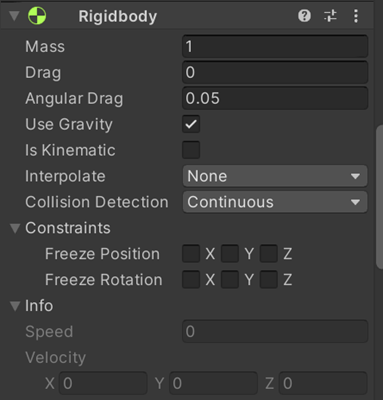 Rigidbody
Mass 1
Drag 0
Angular Drag 0.05
Use Gravity
Is Kinematic
Interpolate None
Collision Detection Continuous
Constraints
Freeze Position X Y Z
Freeze Rotation X Y Z
Info
Speed 0
Velocity
X 0 Y 0 Z 0